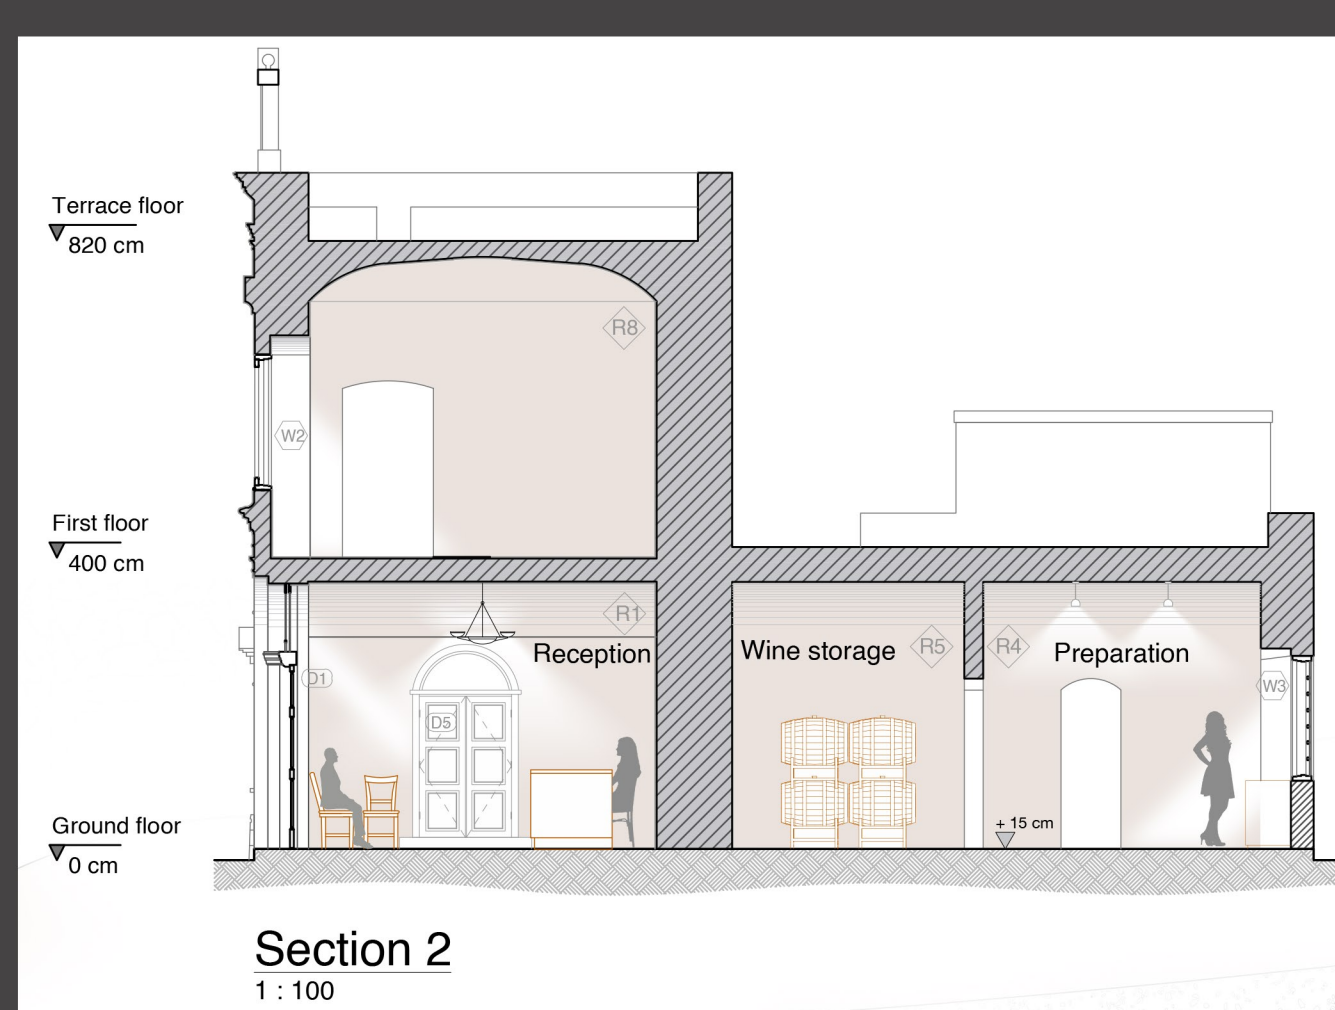 Terrace floor
820 cm
R8
W2
First floor
400 cm
R1
Reception
Wine storage
R5
R4
Preparation
D1
W3
D5
Ground floor
0 cm
+ 15 cm
Section 2
1 : 100